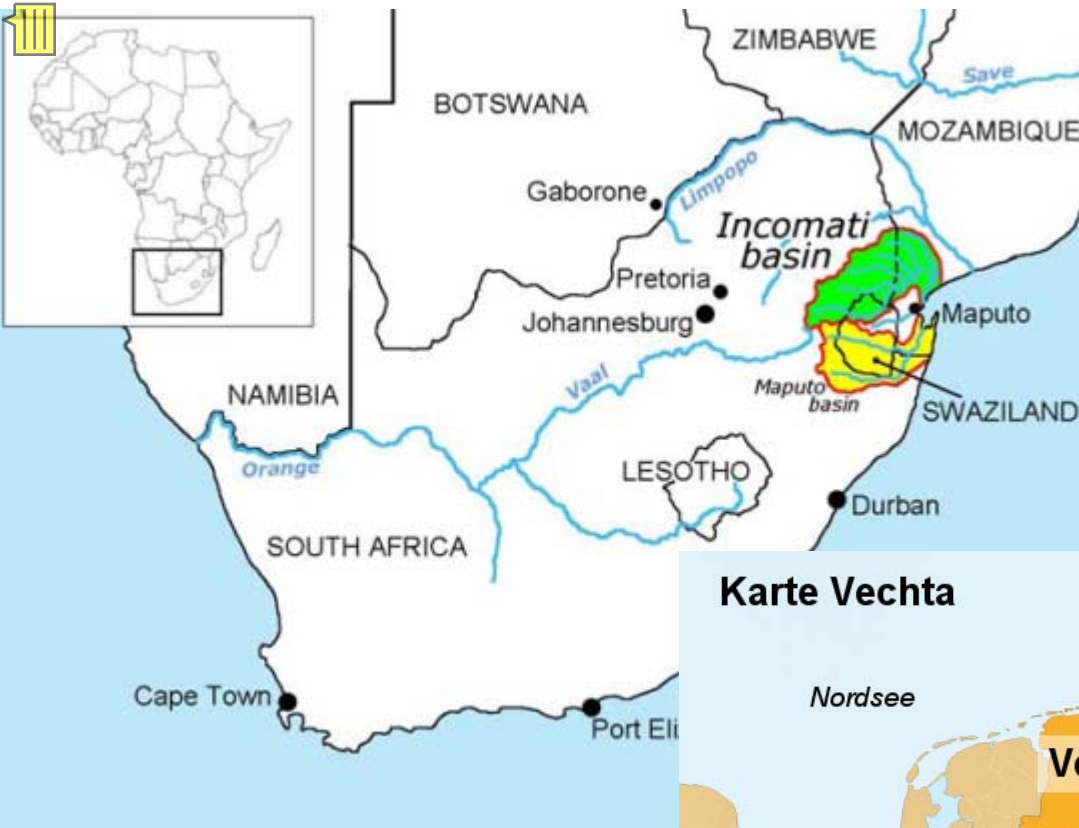 ZIMBABWE
Save
BOTSWANA
MOZAMBIQUE
Limpopo
Gaborone
Incomati
basin
Pretoria
Johannesburg
Maputo
Vaal
Maputo
basin
NAMIBIA
SWAZILAND
Orange
LESOTHO
Durban
SOUTH AFRICA
Karte Vechta
Nordsee
Cape Town
Port Eli